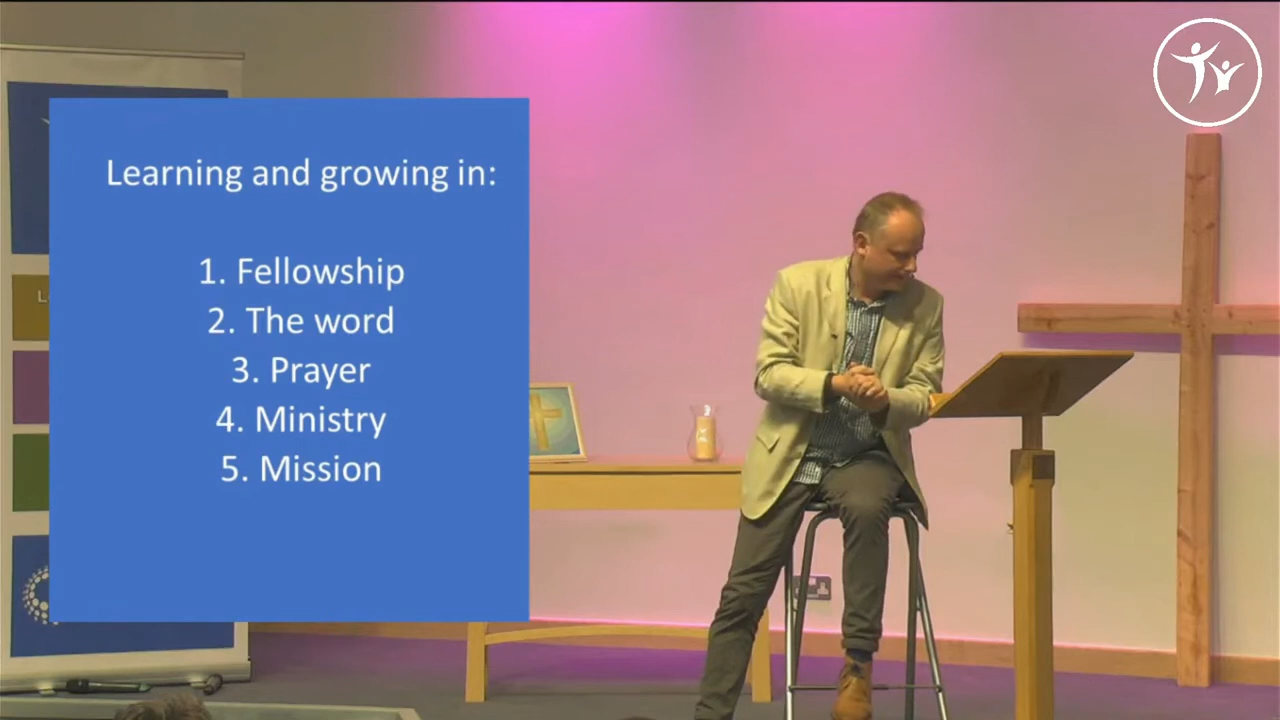 Learning and growing in:
1. Fellowship
2. The word
3. Prayer
4. Ministry
5. Mission